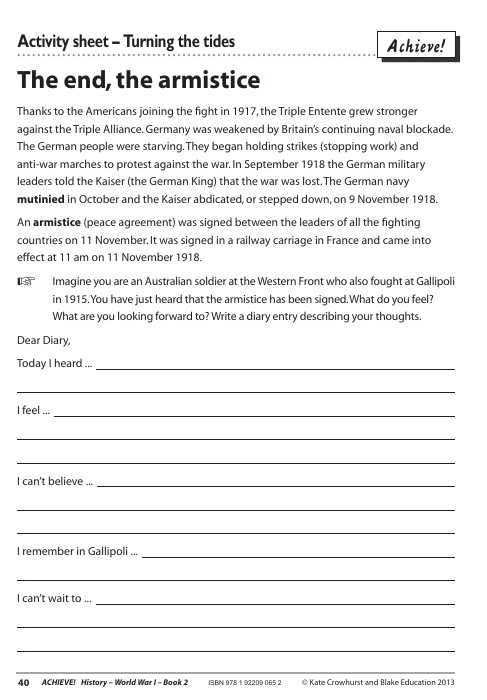 Activity sheet – Turning the tides
Achieve!
The end, the armistice
Thanks to the Americans joining the fight in 1917, the Triple Entente grew stronger
against the Triple Alliance. Germany was weakened by Britain's continuing naval blockade.
The German people were starving. They began holding strikes (stopping work) and
anti-war marches to protest against the war. In September 1918 the German military
leaders told the Kaiser (the German King) that the war was lost. The German navy
mutinied in October and the Kaiser abdicated, or stepped down, on 9 November 1918.
An armistice (peace agreement) was signed between the leaders of all the fighting
countries on 11 November. It was signed in a railway carriage in France and came into
effect at 11 am on 11 November 1918.
Imagine you are an Australian soldier at the Western Front who also fought at Gallipoli
in 1915. You have just heard that the armistice has been signed. What do you feel?
What are you looking forward to? Write a diary entry describing your thoughts.
Dear Diary,
Today I heard ...
I feel ...
I can't believe ...
I remember in Gallipoli ...
I can't wait to ...
40 ACHIEVE! History – World War I – Book 2 ISBN 978 1 92209 065 2 © Kate Crowhurst and Blake Education 2013